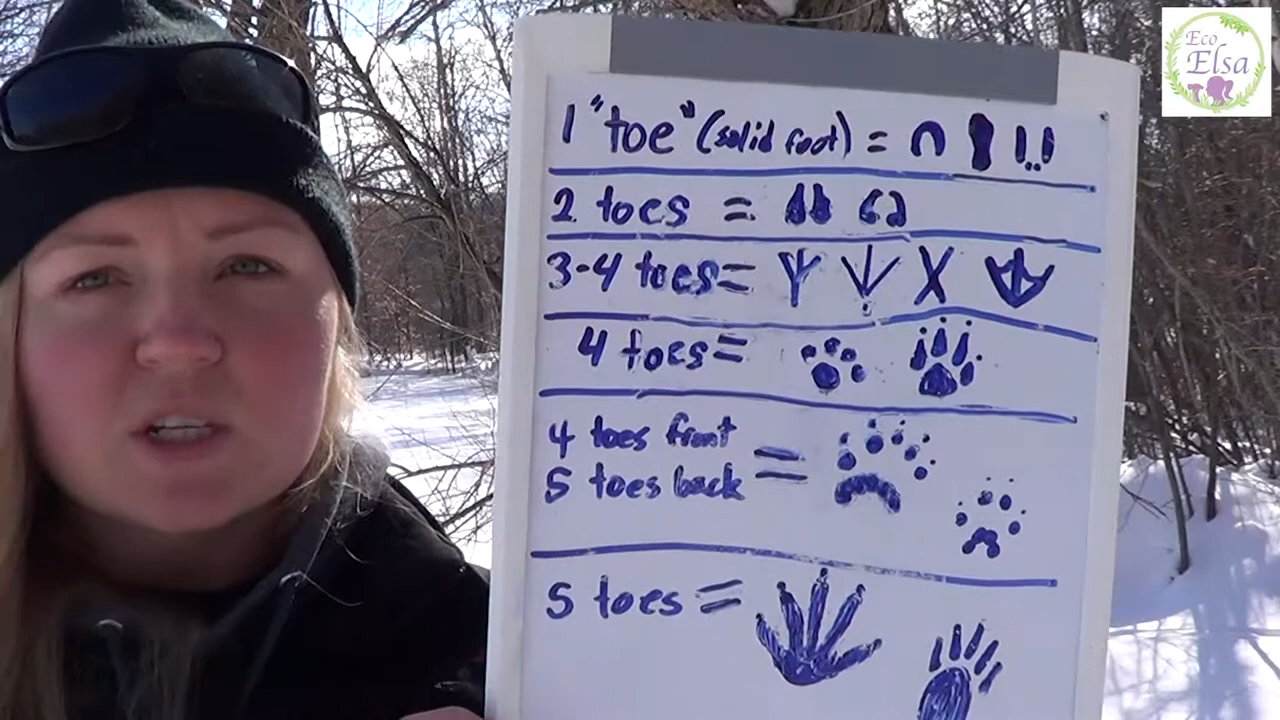 Eco
Elsa
1 "toe" (solid foot) =
2 toes =
3-4 toes =
4 toes =
4 toes front
5 toes back =
5 toes =